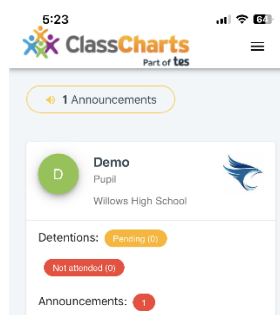 5:23
64
ClassCharts
Part of tes
1 Announcements
D
Demo
Pupil
Willows High School
Detentions: Pending (0)
Not attended (0)
Announcements: 1